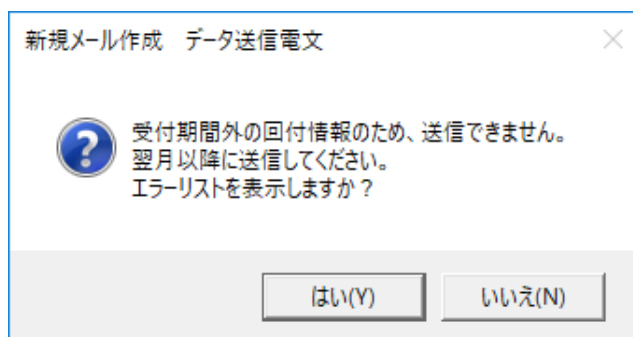 新規メール作成　データ送信電文
受付期間外の回付情報のため、送信できません。
翌月以降に送信してください。
エラーリストを表示しますか？
はい(Y)
いいえ(N)